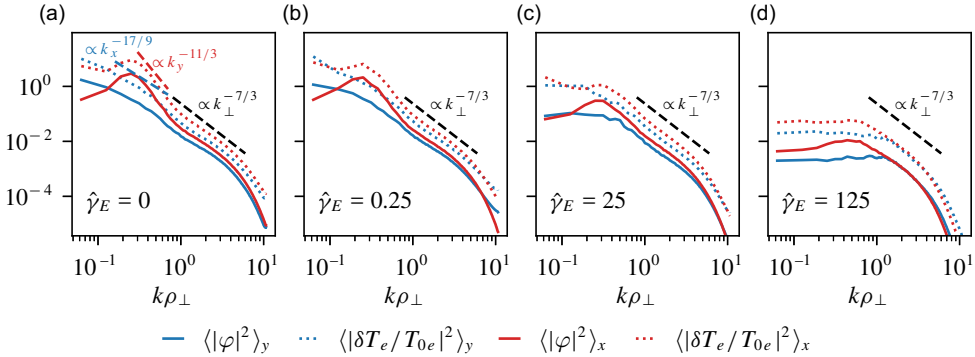 (a) (b) (c) (d)
∝k_x^{-17/9} ∝k_y^{-11/3} ∝k_⊥^{-7/3} ∝k_⊥^{-7/3} ∝k_⊥^{-7/3} ∝k_⊥^{-7/3}
10^0
10^{-2}
10^{-4}
γ̂_E = 0 γ̂_E = 0.25 γ̂_E = 25 γ̂_E = 125
10^{-1} 10^0 10^1 10^{-1} 10^0 10^1 10^{-1} 10^0 10^1 10^{-1} 10^0 10^1
kρ_⊥ kρ_⊥ kρ_⊥ kρ_⊥
⟨|φ|^2⟩_y ⟨|δT_e/T_{0e}|^2⟩_y ⟨|φ|^2⟩_x ⟨|δT_e/T_{0e}|^2⟩_x